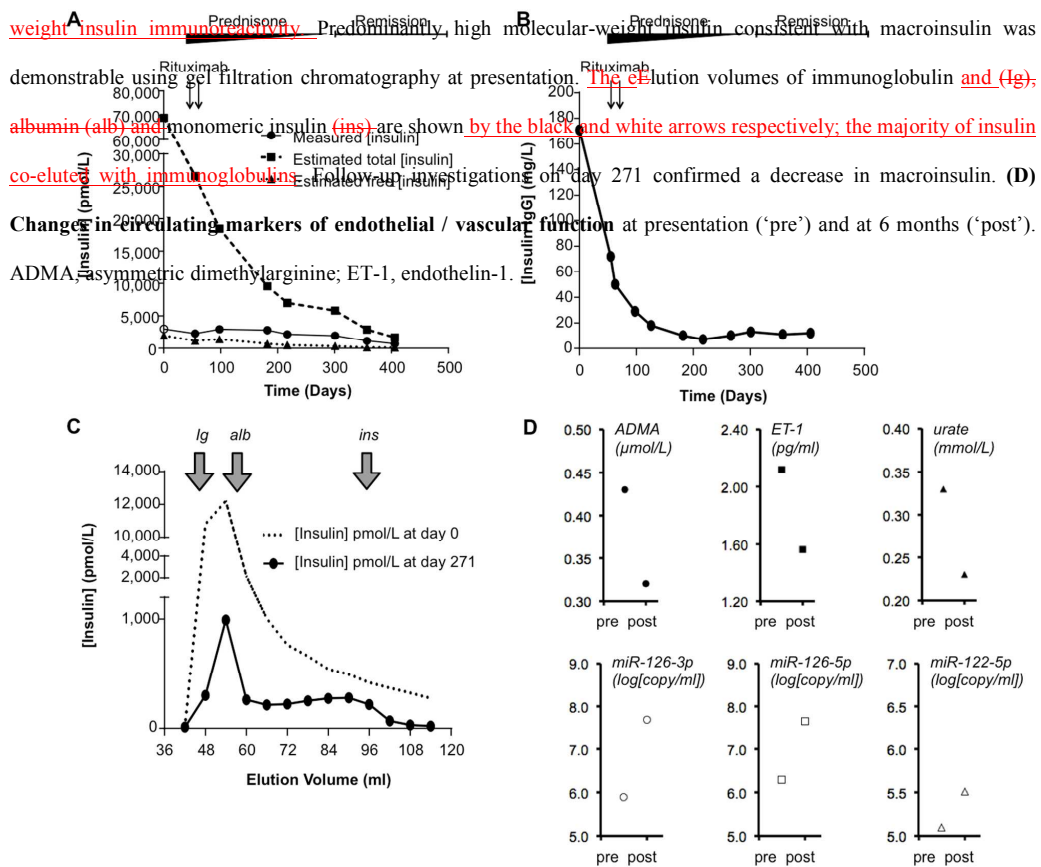 weight insulin immunoreactivity. Predominantly high molecular-weight insulin consistent with macroinsulin was
demonstrable using gel filtration chromatography at presentation. The eElution volumes of immunoglobulin and (Ig),
albumin (alb) and monomeric insulin (ins) are shown by the black and white arrows respectively; the majority of insulin
co-eluted with immunoglobulins. Follow-up investigations on day 271 confirmed a decrease in macroinsulin. (D)
Changes in circulating markers of endothelial / vascular function at presentation (‘pre’) and at 6 months (‘post’).
ADMA, asymmetric dimethylarginine; ET-1, endothelin-1.
A
Prednisone
Remission
Rituximab
80,000
70,000
60,000
30,000
25,000
20,000
15,000
10,000
5,000
0
[Insulin] (pmol/L)
Measured [insulin]
Estimated total [insulin]
Estimated free [insulin]
0 100 200 300 400 500
Time (Days)
B
Prednisone
Remission
Rituximab
200
180
160
140
120
100
80
60
40
20
0
[Insulin IgG] (mg/L)
0 100 200 300 400 500
Time (Days)
C
Ig alb ins
14,000
12,000
10,000
4,000
2,000
1,000
0
[Insulin] (pmol/L)
[Insulin] pmol/L at day 0
[Insulin] pmol/L at day 271
36 48 60 72 84 96 108 120
Elution Volume (ml)
D
ADMA
(µmol/L)
0.50
0.45
0.40
0.35
0.30
pre post
ET-1
(pg/ml)
2.40
2.00
1.60
1.20
pre post
urate
(mmol/L)
0.40
0.35
0.30
0.25
0.20
pre post
miR-126-3p
(log[copy/ml])
9.0
8.0
7.0
6.0
5.0
pre post
miR-126-5p
(log[copy/ml])
9.0
8.0
7.0
6.0
5.0
pre post
miR-122-5p
(log[copy/ml])
7.0
6.5
6.0
5.5
5.0
pre post